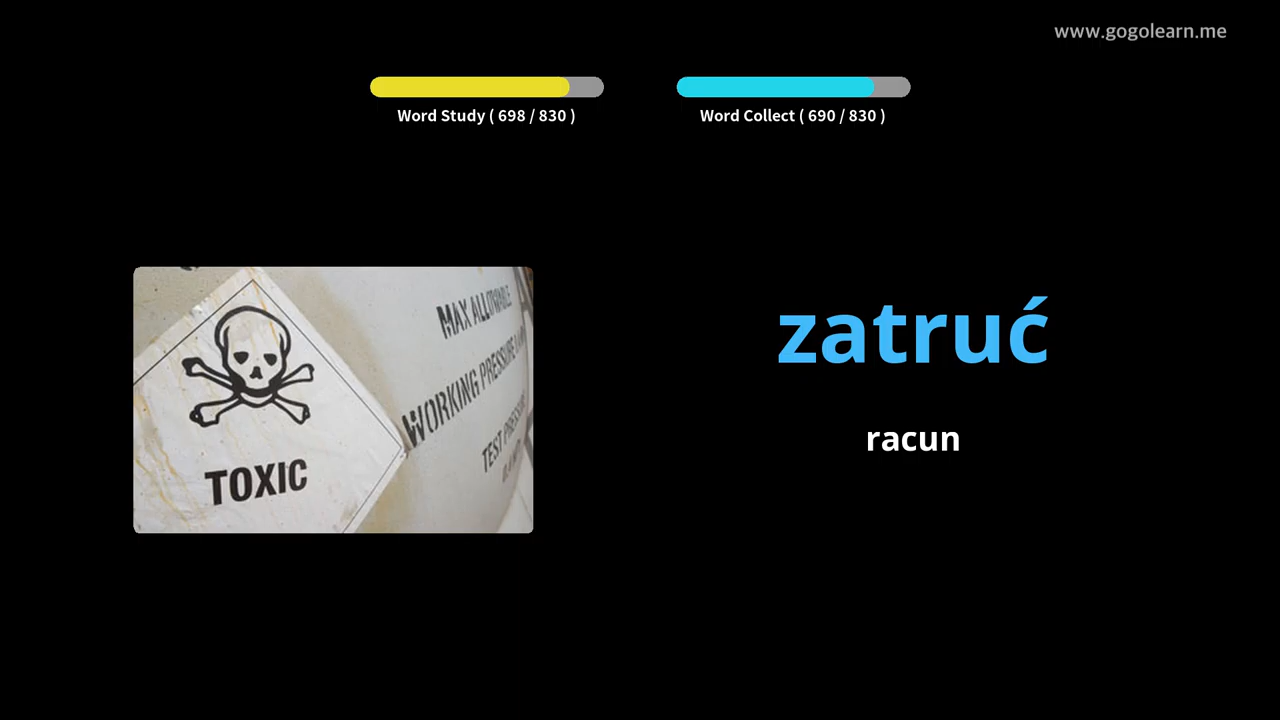 www.gogolearn.me
Word Study ( 698 / 830 )
Word Collect ( 690 / 830 )
zatruć
racun
TOXIC
MAX ALLOWABLE
WORKING PRESSURE
TEST PRESSURE